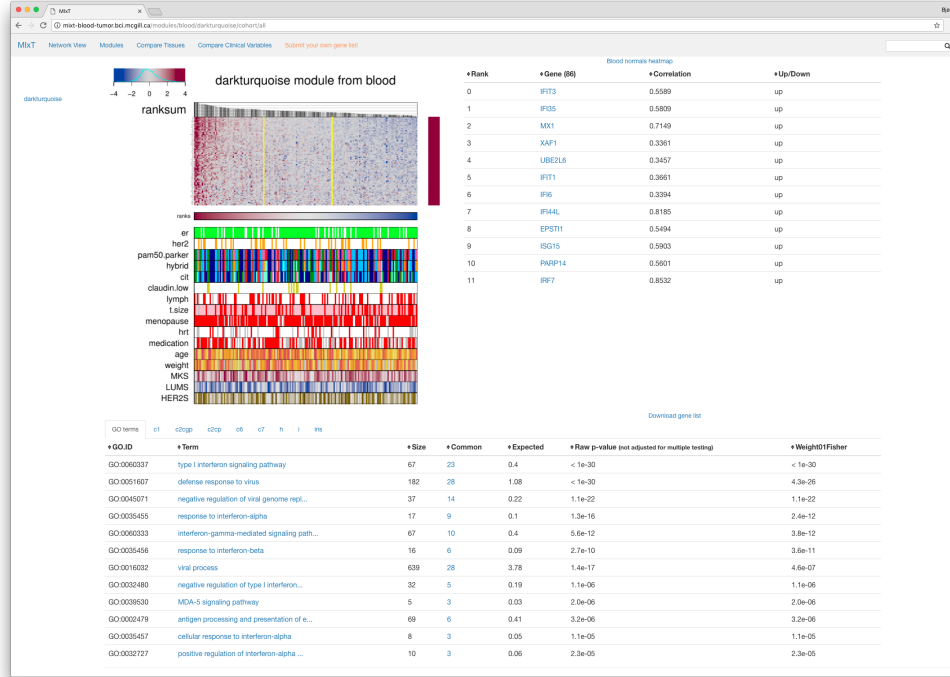 MIxT
mixt-blood-tumor.bci.mcgill.ca/modules/blood/darkturquoise/cohort/all
MIxT Network View Modules Compare Tissues Compare Clinical Variables Submit your own gene list!
darkturquoise
-4 -2 0 2 4
darkturquoise module from blood
ranksum
ranks
er
her2
pam50.parker
hybrid
cit
claudin.low
lymph
t.size
menopause
hrt
medication
age
weight
MKS
LUMS
HER2S
Blood normals heatmap
Rank Gene (86) Correlation Up/Down
0 IFIT3 0.5589 up
1 IFI35 0.5809 up
2 MX1 0.7149 up
3 XAF1 0.3361 up
4 UBE2L6 0.3457 up
5 IFIT1 0.3661 up
6 IFI6 0.3394 up
7 IFI44L 0.8185 up
8 EPSTI1 0.5494 up
9 ISG15 0.5903 up
10 PARP14 0.5601 up
11 IRF7 0.8532 up
Download gene list
GO terms c1 c2cgp c2cp c6 c7 h i iris
GO.ID Term Size Common Expected Raw p-value (not adjusted for multiple testing) Weight01Fisher
GO:0060337 type I interferon signaling pathway 67 23 0.4 < 1e-30 < 1e-30
GO:0051607 defense response to virus 182 28 1.08 < 1e-30 4.3e-26
GO:0045071 negative regulation of viral genome repl... 37 14 0.22 1.1e-22 1.1e-22
GO:0035455 response to interferon-alpha 17 9 0.1 1.3e-16 2.4e-12
GO:0060333 interferon-gamma-mediated signaling path... 67 10 0.4 5.6e-12 3.8e-12
GO:0035456 response to interferon-beta 16 6 0.09 2.7e-10 3.6e-11
GO:0016032 viral process 639 28 3.78 1.4e-17 4.6e-07
GO:0032480 negative regulation of type I interferon... 32 5 0.19 1.1e-06 1.1e-06
GO:0039530 MDA-5 signaling pathway 5 3 0.03 2.0e-06 2.0e-06
GO:0002479 antigen processing and presentation of e... 69 6 0.41 3.2e-06 3.2e-06
GO:0035457 cellular response to interferon-alpha 8 3 0.05 1.1e-05 1.1e-05
GO:0032727 positive regulation of interferon-alpha ... 10 3 0.06 2.3e-05 2.3e-05